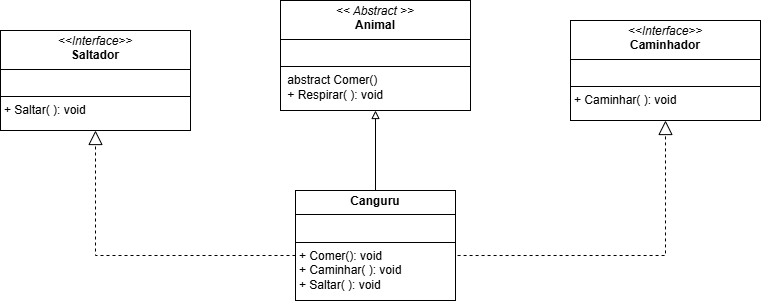 <<Interface>>
Saltador
+ Saltar( ): void
<< Abstract >>
Animal
abstract Comer()
+ Respirar( ): void
<<Interface>>
Caminhador
+ Caminhar( ): void
Canguru
+ Comer(): void
+ Caminhar( ): void
+ Saltar( ): void